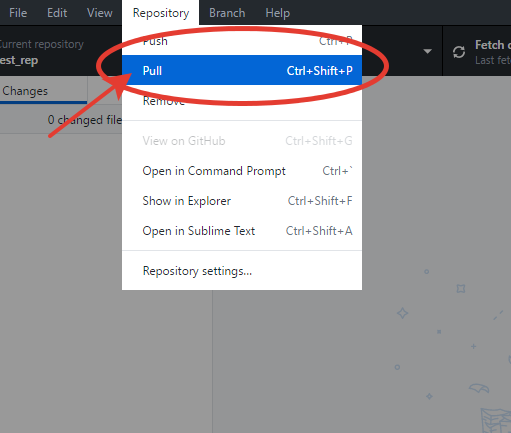 File Edit View Repository Branch Help
Current repository
est_rep
Fetch o
Last fet
Changes
0 changed file
Push Ctrl+P
Pull Ctrl+Shift+P
Remove
View on GitHub Ctrl+Shift+G
Open in Command Prompt Ctrl+`
Show in Explorer Ctrl+Shift+F
Open in Sublime Text Ctrl+Shift+A
Repository settings...